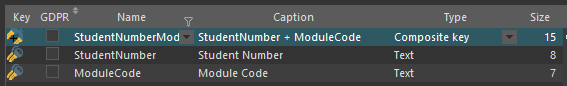 Key GDPR Name Caption Type Size
StudentNumberMod StudentNumber + ModuleCode Composite key 15
StudentNumber Student Number Text 8
ModuleCode Module Code Text 7